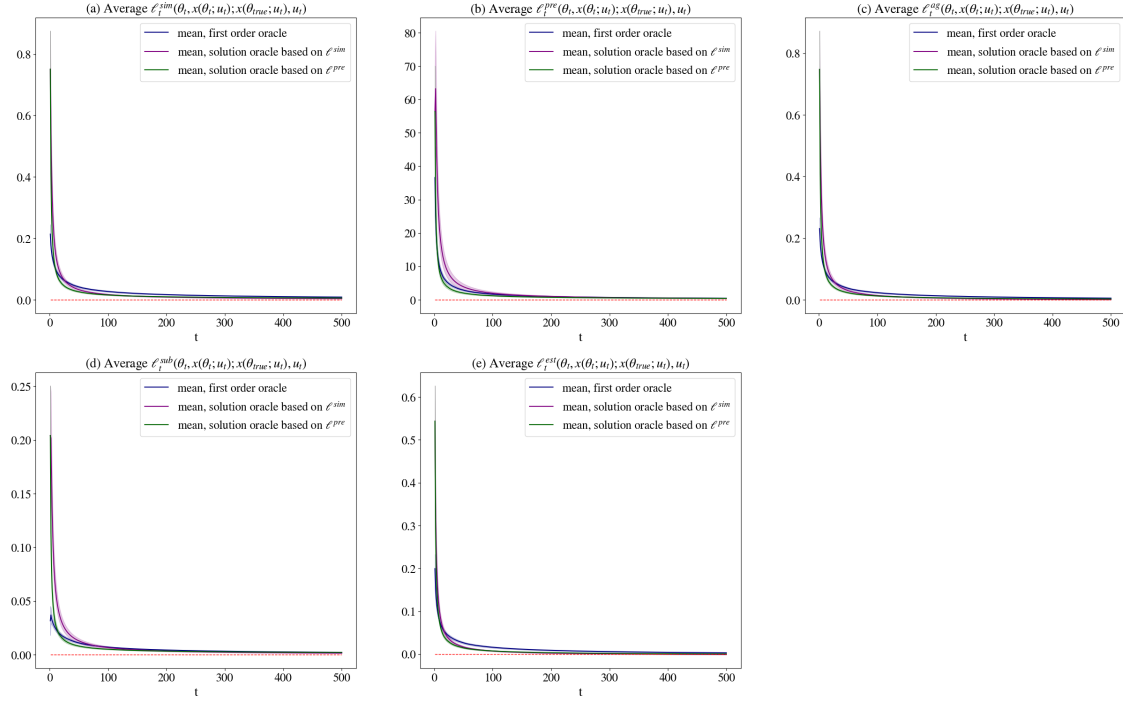 (a) Average ℓ_t^{sim}(θ_t, x(θ_t; u_t); x(θ_{true}; u_t), u_t)
mean, first order oracle
mean, solution oracle based on ℓ^{sim}
mean, solution oracle based on ℓ^{pre}
0.8
0.6
0.4
0.2
0.0
0 100 200 300 400 500
t
(b) Average ℓ_t^{pre}(θ_t, x(θ_t; u_t); x(θ_{true}; u_t), u_t)
mean, first order oracle
mean, solution oracle based on ℓ^{sim}
mean, solution oracle based on ℓ^{pre}
80
70
60
50
40
30
20
10
0
0 100 200 300 400 500
t
(c) Average ℓ_t^{ag}(θ_t, x(θ_t; u_t); x(θ_{true}; u_t), u_t)
mean, first order oracle
mean, solution oracle based on ℓ^{sim}
mean, solution oracle based on ℓ^{pre}
0.8
0.6
0.4
0.2
0.0
0 100 200 300 400 500
t
(d) Average ℓ_t^{sub}(θ_t, x(θ_t; u_t); x(θ_{true}; u_t), u_t)
mean, first order oracle
mean, solution oracle based on ℓ^{sim}
mean, solution oracle based on ℓ^{pre}
0.25
0.20
0.15
0.10
0.05
0.00
0 100 200 300 400 500
t
(e) Average ℓ_t^{est}(θ_t, x(θ_t; u_t); x(θ_{true}; u_t), u_t)
mean, first order oracle
mean, solution oracle based on ℓ^{sim}
mean, solution oracle based on ℓ^{pre}
0.6
0.5
0.4
0.3
0.2
0.1
0.0
0 100 200 300 400 500
t